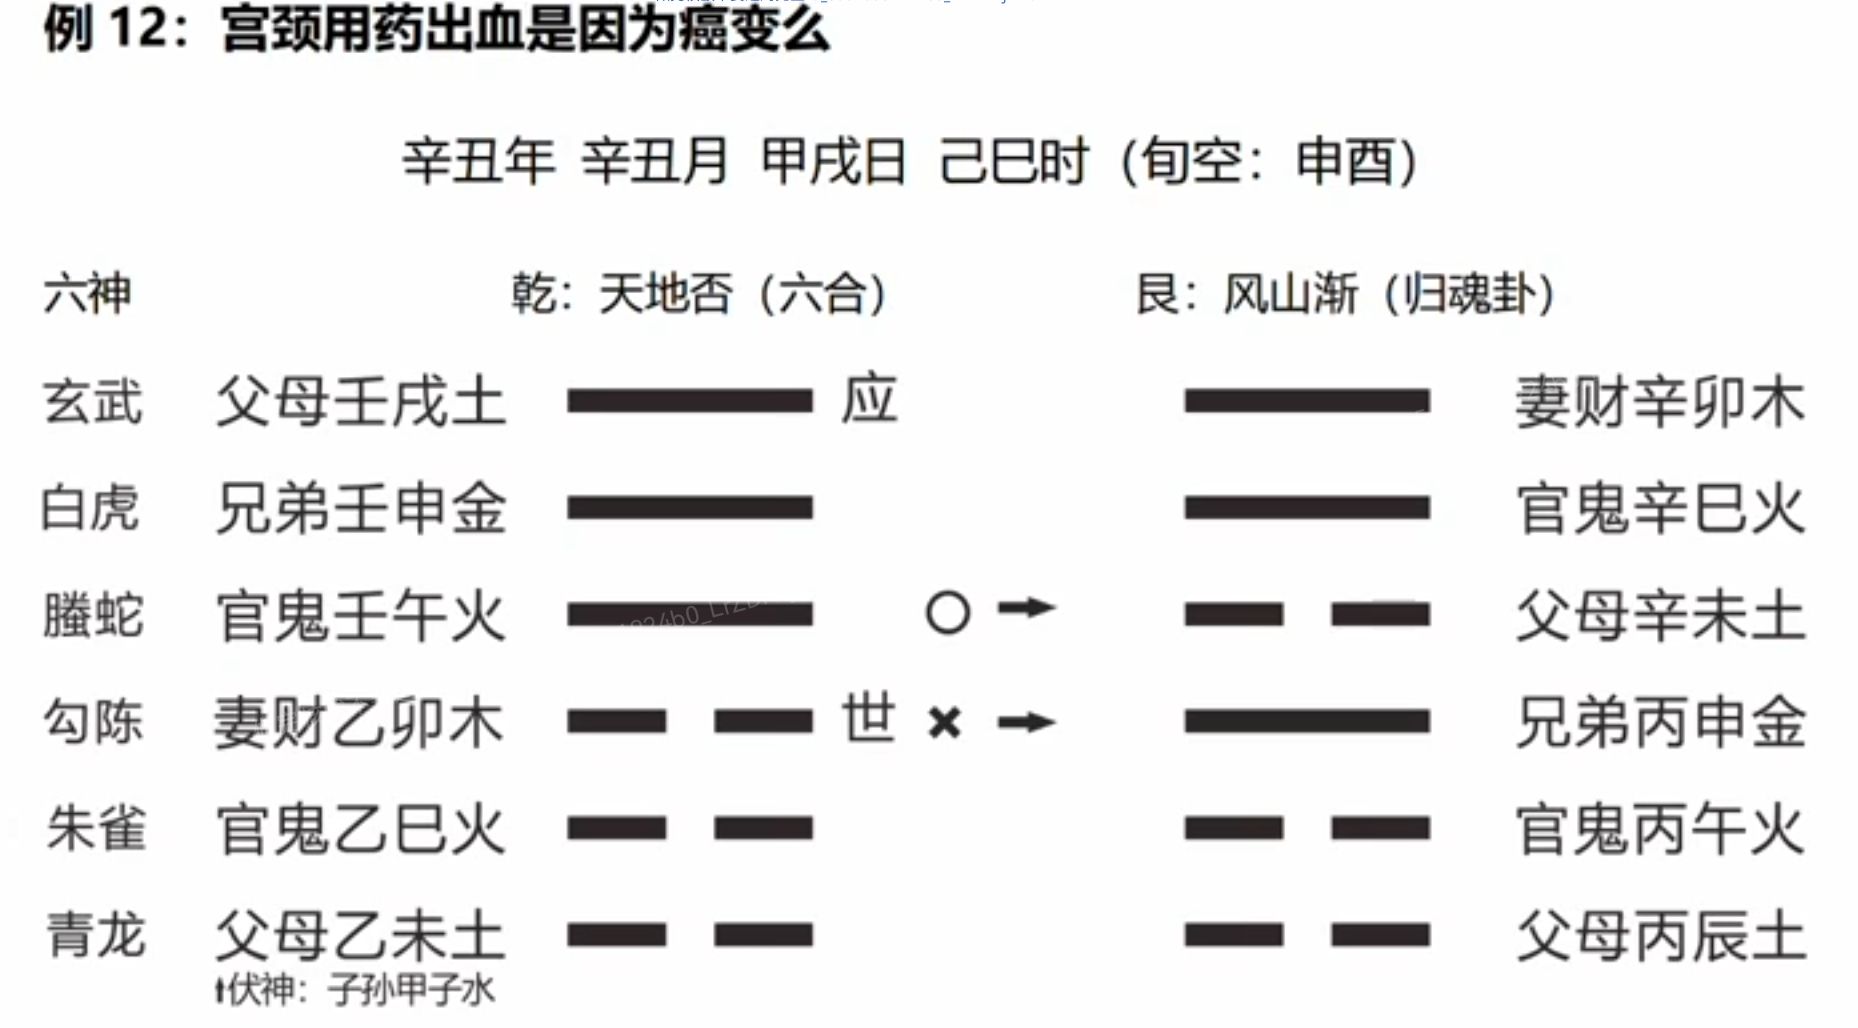 例 12：宫颈用药出血是因为癌变么
辛丑年 辛丑月 甲戌日 己巳时（旬空：申酉）
六神 乾：天地否（六合） 艮：风山渐（归魂卦）
玄武 父母壬戌土 应 妻财辛卯木
白虎 兄弟壬申金 官鬼辛巳火
螣蛇 官鬼壬午火 ○→ 父母辛未土
勾陈 妻财乙卯木 世 ×→ 兄弟丙申金
朱雀 官鬼乙巳火 官鬼丙午火
青龙 父母乙未土 父母丙辰土
↑伏神：子孙甲子水